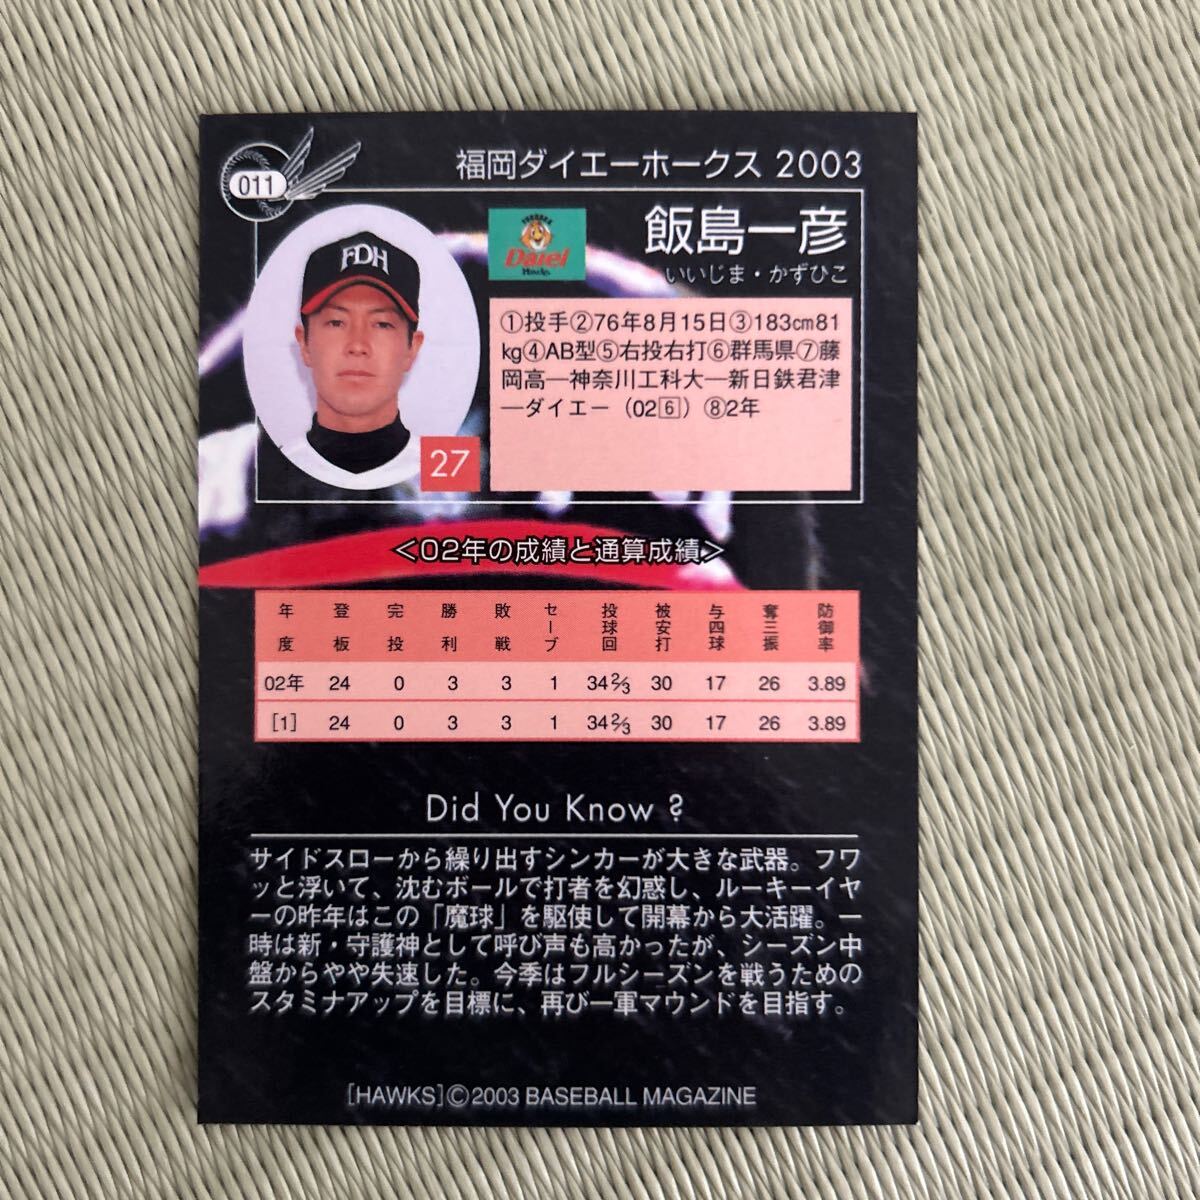 011
福岡ダイエーホークス 2003
FDH
FUKUOKA
Daiei
Hawks
飯島一彦
いいじま・かずひこ
27
①投手②76年8月15日③183cm81
kg④AB型⑤右投右打⑥群馬県⑦藤
岡高―神奈川工科大―新日鉄君津
―ダイエー（02⑥）⑧2年
＜02年の成績と通算成績＞
年度 登板 完投 勝利 敗戦 セーブ 投球回 被安打 与四球 奪三振 防御率
02年 24 0 3 3 1 34 2/3 30 17 26 3.89
[1] 24 0 3 3 1 34 2/3 30 17 26 3.89
Did You Know ?
サイドスローから繰り出すシンカーが大きな武器。フワ
ッと浮いて、沈むボールで打者を幻惑し、ルーキーイヤ
ーの昨年はこの「魔球」を駆使して開幕から大活躍。一
時は新・守護神として呼び声も高かったが、シーズン中
盤からやや失速した。今季はフルシーズンを戦うための
スタミナアップを目標に、再び一軍マウンドを目指す。
[HAWKS]©2003 BASEBALL MAGAZINE